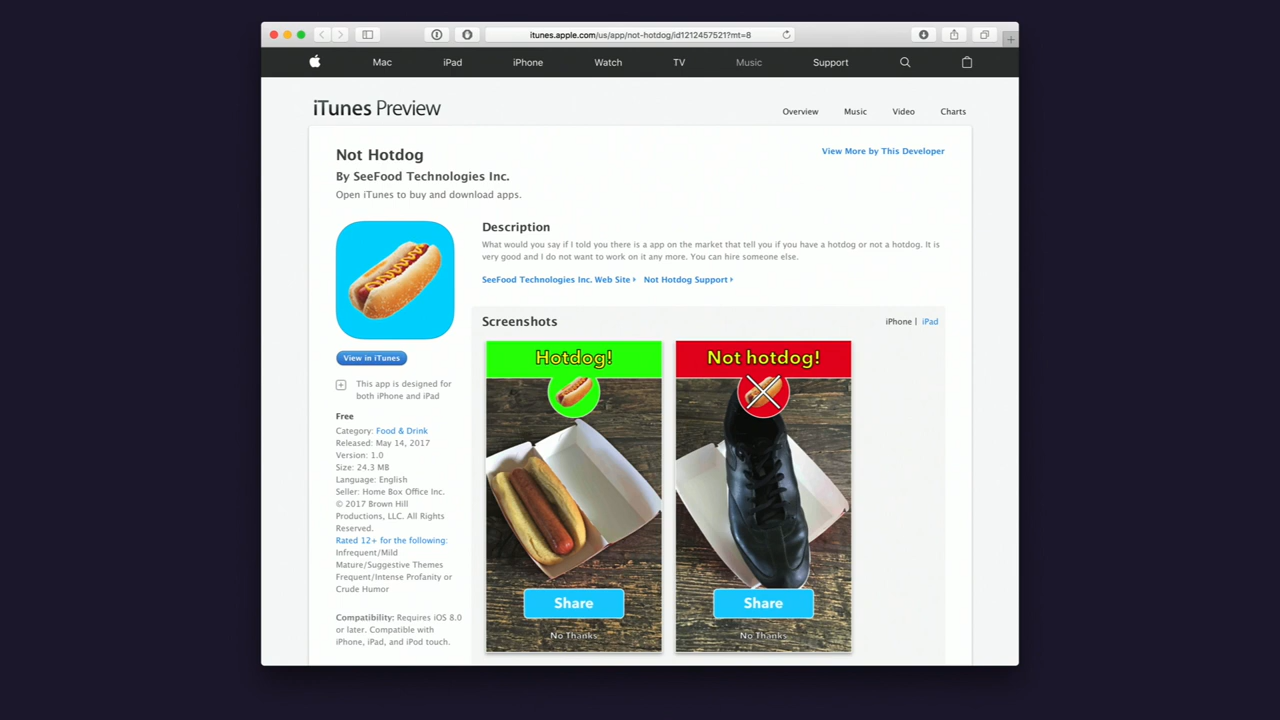 itunes.apple.com/us/app/not-hotdog/id1212457521?mt=8
Mac iPad iPhone Watch TV Music Support
iTunes Preview
Overview Music Video Charts
Not Hotdog
View More by This Developer
By SeeFood Technologies Inc.
Open iTunes to buy and download apps.
Description
What would you say if I told you there is a app on the market that tell you if you have a hotdog or not a hotdog. It is
very good and I do not want to work on it any more. You can hire someone else.
SeeFood Technologies Inc. Web Site Not Hotdog Support
View in iTunes
This app is designed for
both iPhone and iPad
Free
Category: Food & Drink
Released: May 14, 2017
Version: 1.0
Size: 24.3 MB
Language: English
Seller: Home Box Office Inc.
© 2017 Brown Hill
Productions, LLC. All Rights
Reserved.
Rated 12+ for the following:
Infrequent/Mild
Mature/Suggestive Themes
Frequent/Intense Profanity or
Crude Humor
Compatibility: Requires iOS 8.0
or later. Compatible with
iPhone, iPad, and iPod touch.
Screenshots
iPhone | iPad
Hotdog!
Share
No Thanks
Not hotdog!
Share
No Thanks